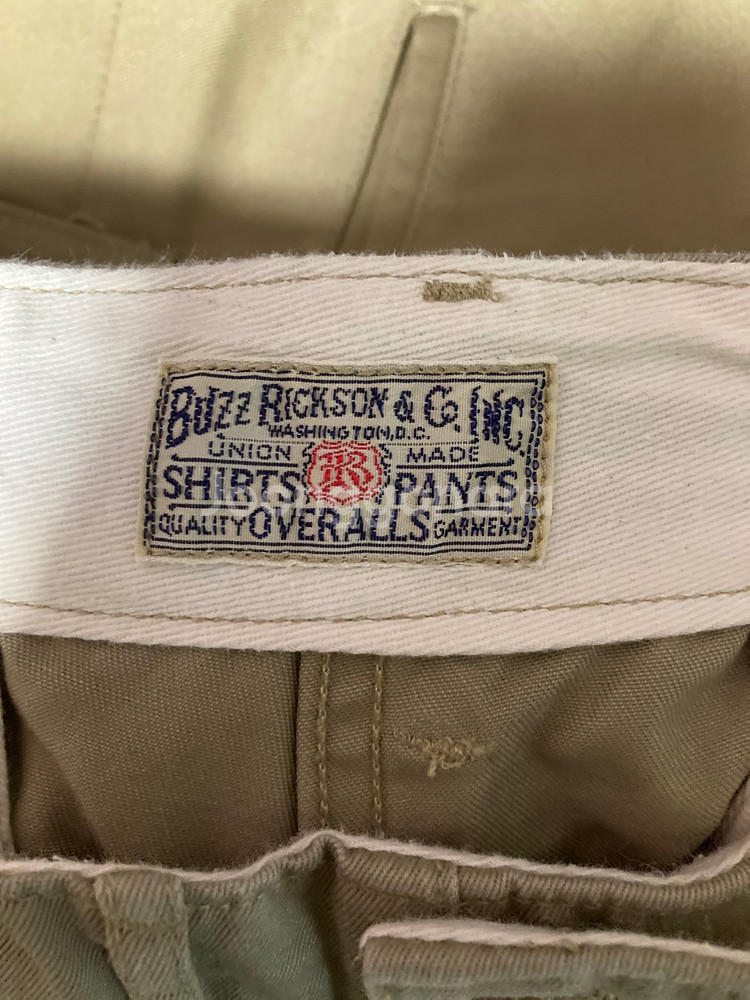 BUZZ RICKSON & CO. INC.
WASHINGTON, D.C.
UNION MADE
SHIRTS R PANTS
QUALITY OVERALLS GARMENT